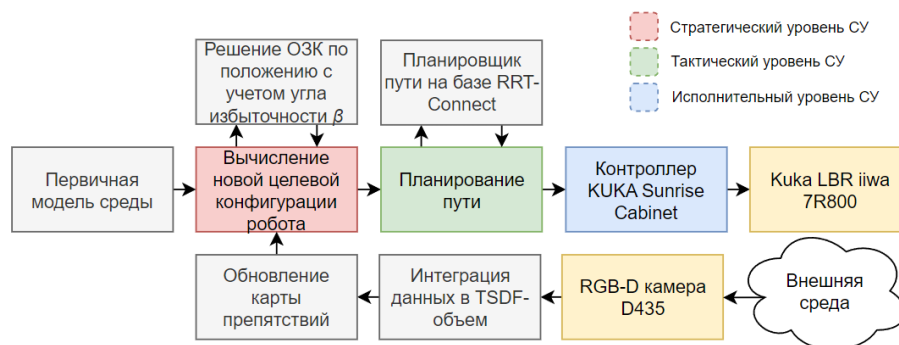 Решение ОЗК по
положению с
учетом угла
избыточности β
Планировщик
пути на базе RRT-
Connect
Стратегический уровень СУ
Тактический уровень СУ
Исполнительный уровень СУ
Первичная
модель среды
Вычисление
новой целевой
конфигурации
робота
Планирование
пути
Контроллер
KUKA Sunrise
Cabinet
Kuka LBR iiwa
7R800
Обновление
карты
препятствий
Интеграция
данных в TSDF-
объем
RGB-D камера
D435
Внешняя
среда